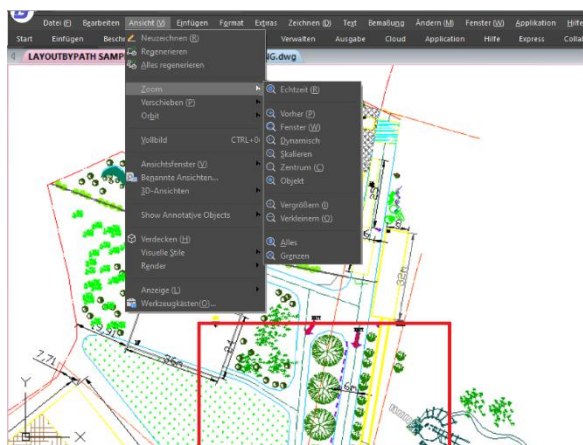 Datei (F) Bearbeiten Ansicht (V) Einfügen Format Extras Zeichnen (D) Text Bemaßung Ändern (M) Fenster (W) Applikation
Start Einfügen Verwalten Ausgabe Cloud Application Hilfe Express
LAYOUTBYPATH NG.dwg
Neuzeichnen (R)
Regenerieren
Alles regenerieren
Zoom
Verschieben (P)
Orbit
Vollbild CTRL+0
Ansichtsfenster (V)
Benannte Ansichten...
3D-Ansichten
Show Annotative Objects
Verdecken (H)
Visuelle Stile
Render
Anzeige (L)
Werkzeugkästen(O)...
Echtzeit (R)
Vorher (P)
Fenster (W)
Dynamisch
Skalieren
Zentrum (C)
Objekt
Vergrößern (I)
Verkleinern (O)
Alles
Grenzen
Y
X